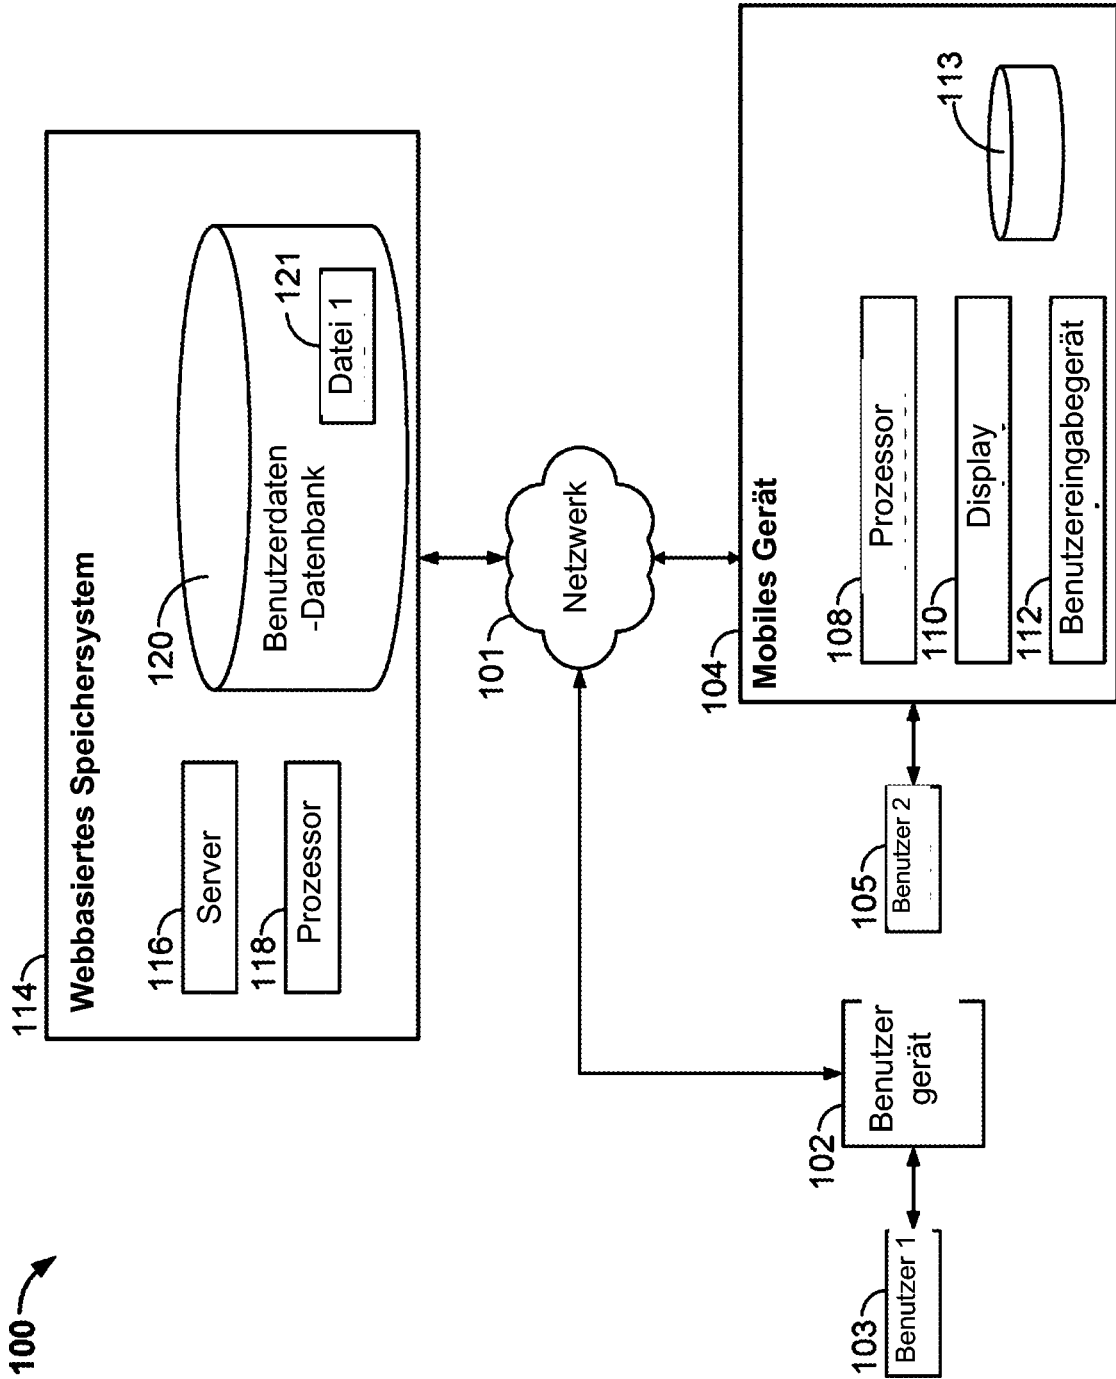 100
114
Webbasiertes Speichersystem
116
Server
118
Prozessor
120
Benutzerdaten
-Datenbank
121
Datei 1
101
Netzwerk
103
Benutzer 1
102
Benutzer
gerät
105
Benutzer 2
104
Mobiles Gerät
108
Prozessor
110
Display
112
Benutzereingabegerät
113